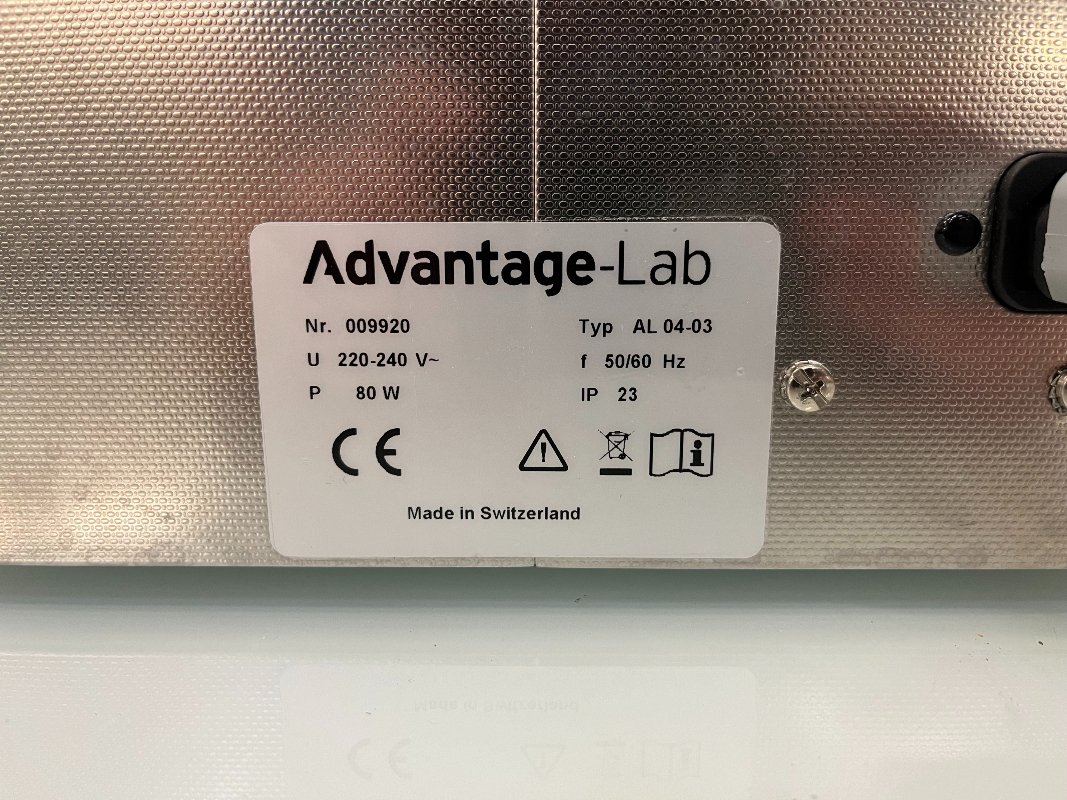 Advantage-Lab
Nr. 009920 Typ AL 04-03
U 220-240 V~ f 50/60 Hz
P 80 W IP 23
CE
Made in Switzerland